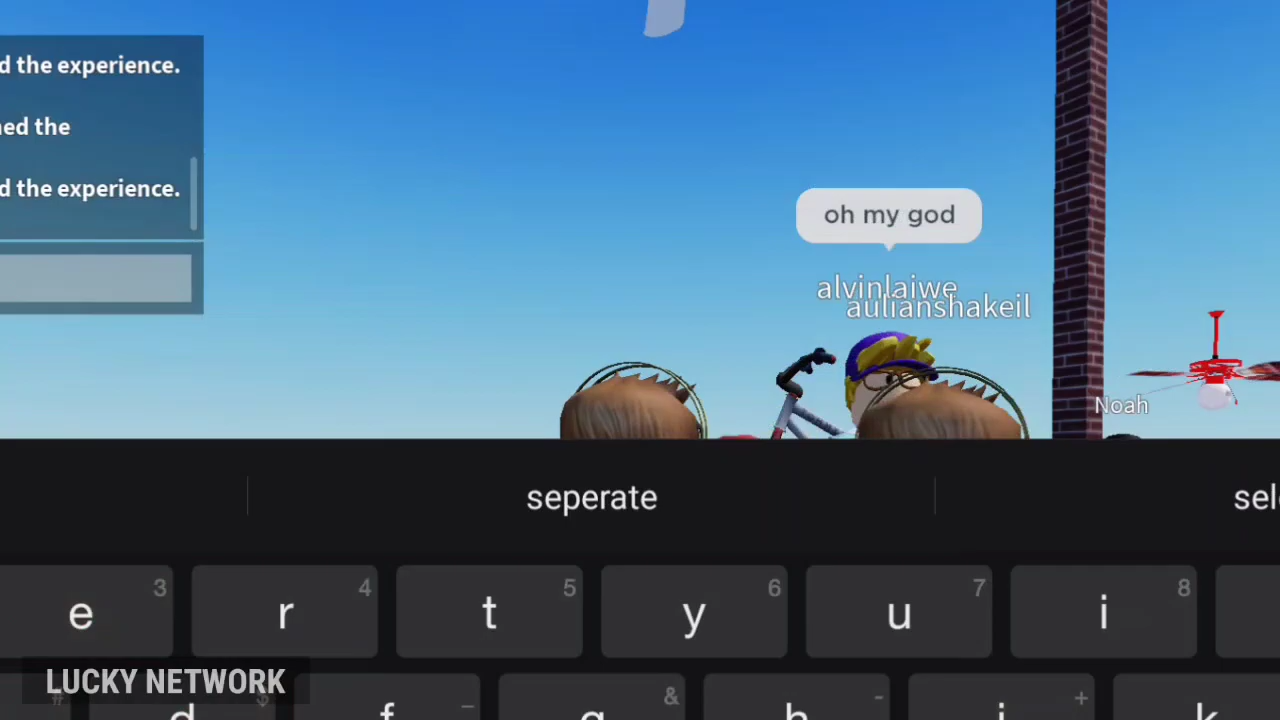 d the experience.
ned the
d the experience.
oh my god
alvinlaiwe
aulianshakeil
Noah
seperate
sel
3 4 5 6 7 8
e r t y u i
LUCKY NETWORK
# $ _ & - +
d f g h j k